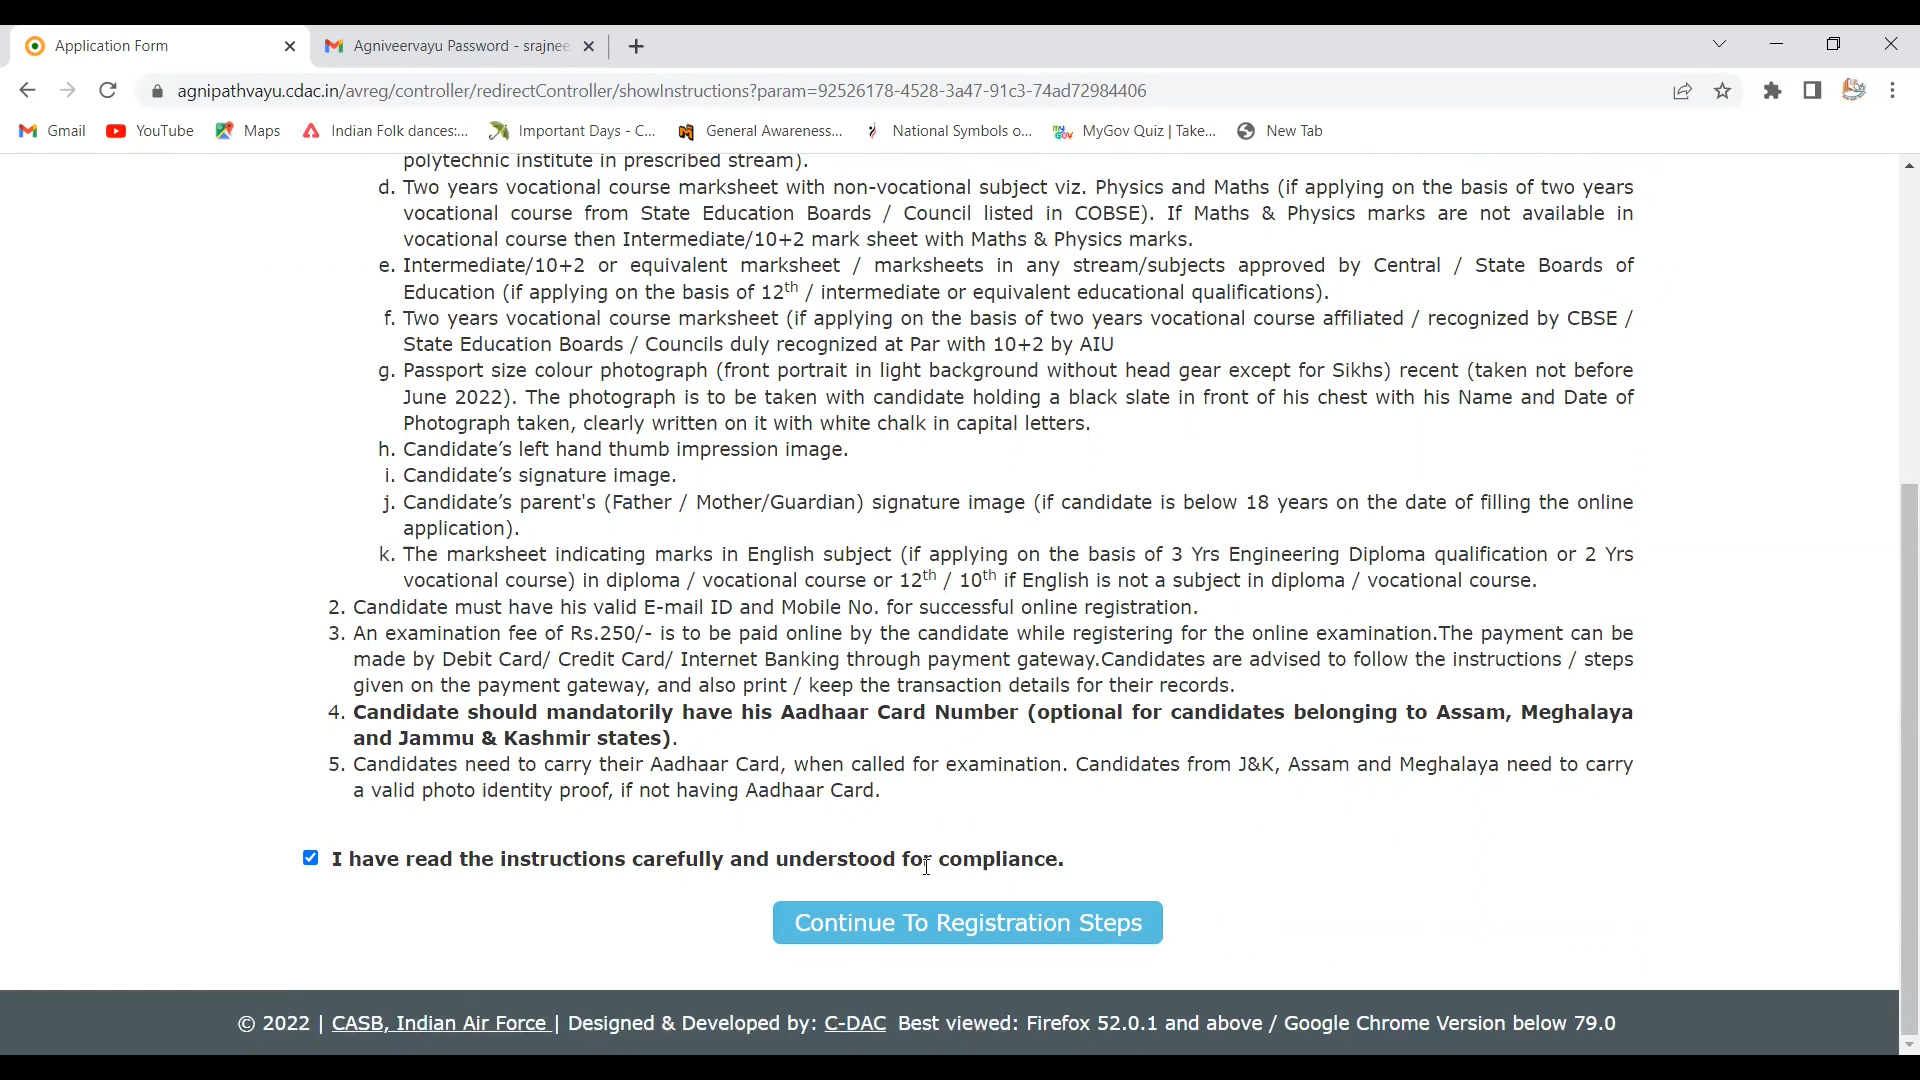 Application Form
Agniveervayu Password - srajnee
agnipathvayu.cdac.in/avreg/controller/redirectController/showInstructions?param=92526178-4528-3a47-91c3-74ad72984406
Gmail YouTube Maps Indian Folk dances:... Important Days - C... General Awareness... National Symbols o... MyGov Quiz | Take... New Tab
polytechnic institute in prescribed stream).
d. Two years vocational course marksheet with non-vocational subject viz. Physics and Maths (if applying on the basis of two years
vocational course from State Education Boards / Council listed in COBSE). If Maths & Physics marks are not available in
vocational course then Intermediate/10+2 mark sheet with Maths & Physics marks.
e. Intermediate/10+2 or equivalent marksheet / marksheets in any stream/subjects approved by Central / State Boards of
Education (if applying on the basis of 12th / intermediate or equivalent educational qualifications).
f. Two years vocational course marksheet (if applying on the basis of two years vocational course affiliated / recognized by CBSE /
State Education Boards / Councils duly recognized at Par with 10+2 by AIU
g. Passport size colour photograph (front portrait in light background without head gear except for Sikhs) recent (taken not before
June 2022). The photograph is to be taken with candidate holding a black slate in front of his chest with his Name and Date of
Photograph taken, clearly written on it with white chalk in capital letters.
h. Candidate’s left hand thumb impression image.
i. Candidate’s signature image.
j. Candidate’s parent's (Father / Mother/Guardian) signature image (if candidate is below 18 years on the date of filling the online
application).
k. The marksheet indicating marks in English subject (if applying on the basis of 3 Yrs Engineering Diploma qualification or 2 Yrs
vocational course) in diploma / vocational course or 12th / 10th if English is not a subject in diploma / vocational course.
2. Candidate must have his valid E-mail ID and Mobile No. for successful online registration.
3. An examination fee of Rs.250/- is to be paid online by the candidate while registering for the online examination.The payment can be
made by Debit Card/ Credit Card/ Internet Banking through payment gateway.Candidates are advised to follow the instructions / steps
given on the payment gateway, and also print / keep the transaction details for their records.
4. Candidate should mandatorily have his Aadhaar Card Number (optional for candidates belonging to Assam, Meghalaya
and Jammu & Kashmir states).
5. Candidates need to carry their Aadhaar Card, when called for examination. Candidates from J&K, Assam and Meghalaya need to carry
a valid photo identity proof, if not having Aadhaar Card.
I have read the instructions carefully and understood for compliance.
Continue To Registration Steps
© 2022 | CASB, Indian Air Force | Designed & Developed by: C-DAC Best viewed: Firefox 52.0.1 and above / Google Chrome Version below 79.0